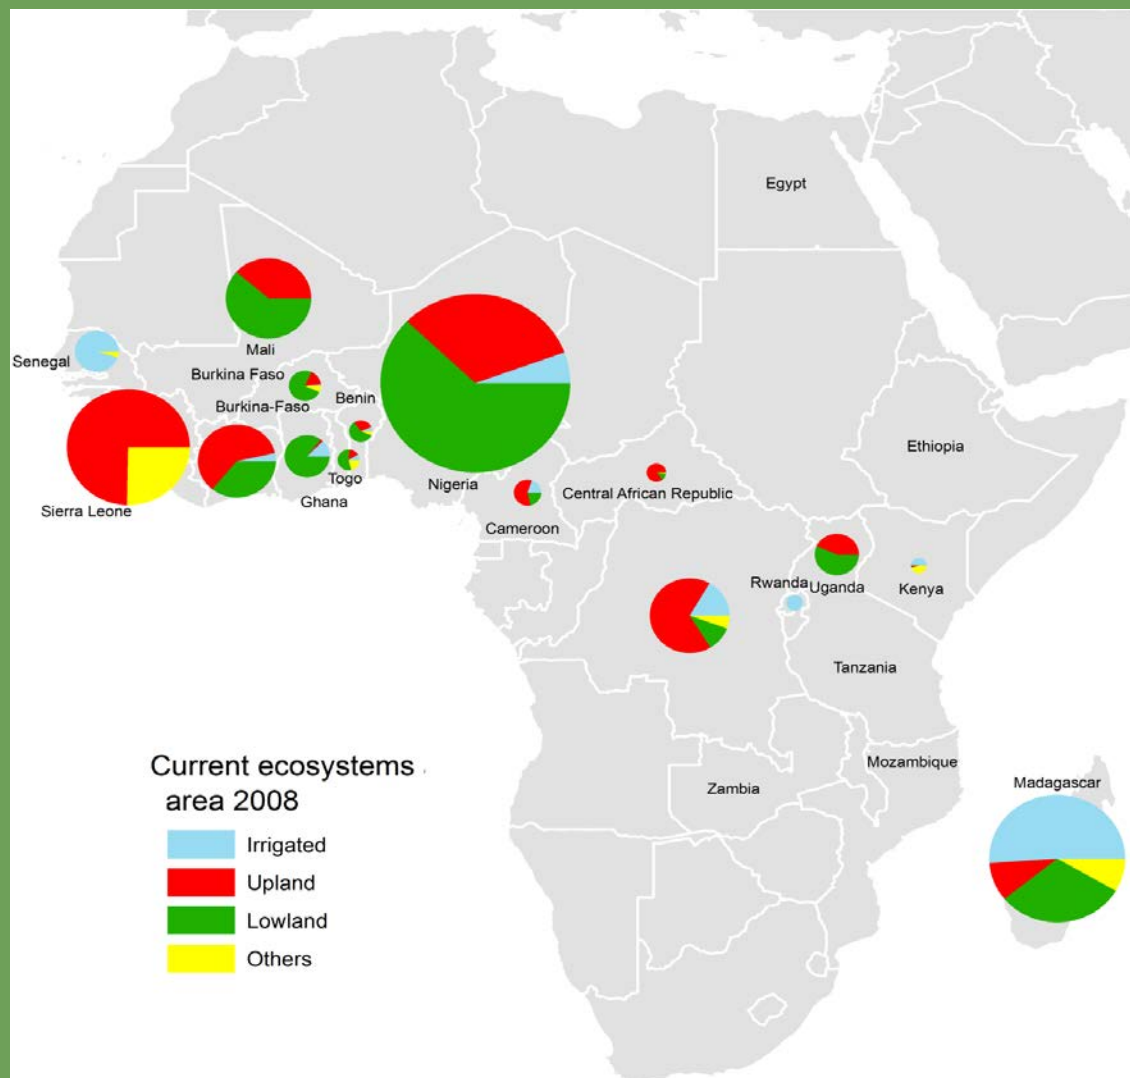 Egypt
Senegal
Mali
Burkina Faso
Burkina-Faso
Benin
Ethiopia
Togo
Ghana
Nigeria
Sierra Leone
Central African Republic
Cameroon
Rwanda
Uganda
Kenya
Tanzania
Mozambique
Zambia
Madagascar
Current ecosystems
area 2008
Irrigated
Upland
Lowland
Others